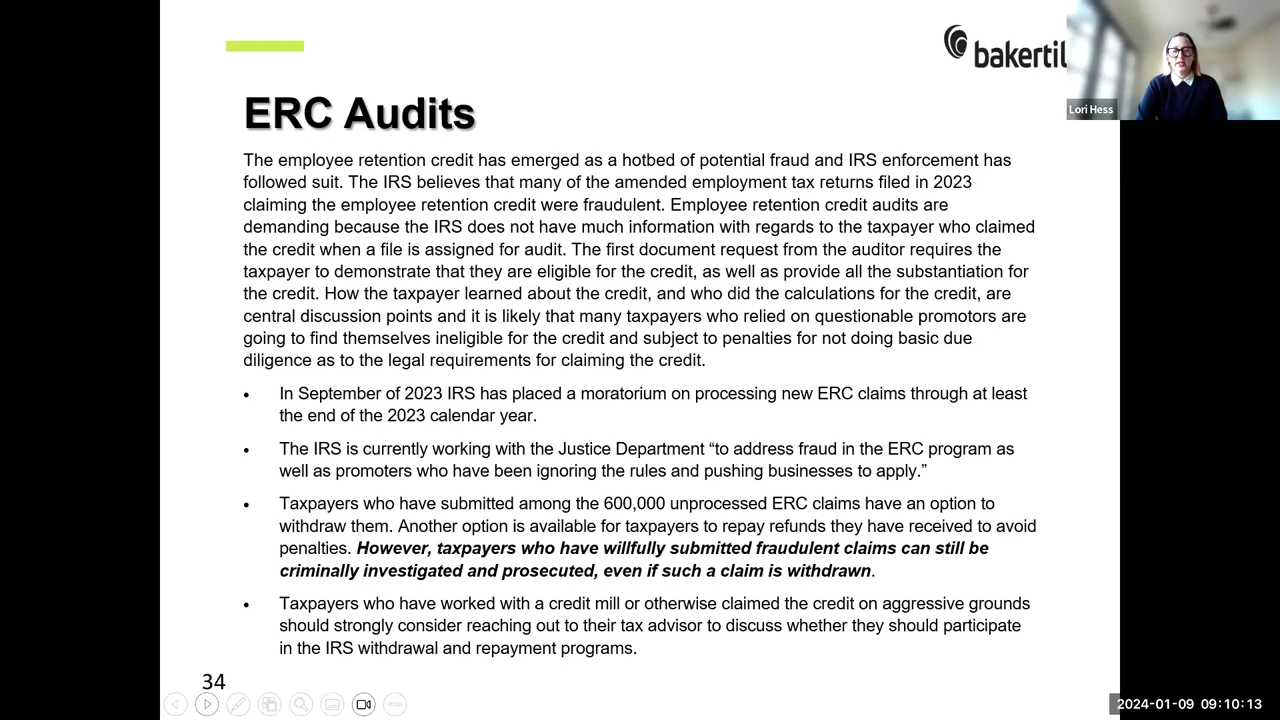 bakertil
Lori Hess
ERC Audits
The employee retention credit has emerged as a hotbed of potential fraud and IRS enforcement has
followed suit. The IRS believes that many of the amended employment tax returns filed in 2023
claiming the employee retention credit were fraudulent. Employee retention credit audits are
demanding because the IRS does not have much information with regards to the taxpayer who claimed
the credit when a file is assigned for audit. The first document request from the auditor requires the
taxpayer to demonstrate that they are eligible for the credit, as well as provide all the substantiation for
the credit. How the taxpayer learned about the credit, and who did the calculations for the credit, are
central discussion points and it is likely that many taxpayers who relied on questionable promotors are
going to find themselves ineligible for the credit and subject to penalties for not doing basic due
diligence as to the legal requirements for claiming the credit.
• In September of 2023 IRS has placed a moratorium on processing new ERC claims through at least
the end of the 2023 calendar year.
• The IRS is currently working with the Justice Department “to address fraud in the ERC program as
well as promoters who have been ignoring the rules and pushing businesses to apply.”
• Taxpayers who have submitted among the 600,000 unprocessed ERC claims have an option to
withdraw them. Another option is available for taxpayers to repay refunds they have received to avoid
penalties. However, taxpayers who have willfully submitted fraudulent claims can still be
criminally investigated and prosecuted, even if such a claim is withdrawn.
• Taxpayers who have worked with a credit mill or otherwise claimed the credit on aggressive grounds
should strongly consider reaching out to their tax advisor to discuss whether they should participate
in the IRS withdrawal and repayment programs.
34
2024-01-09 09:10:13